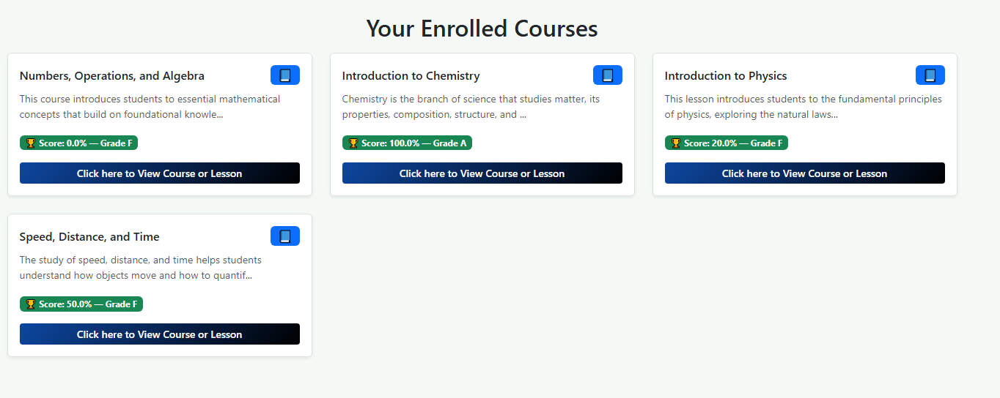 Your Enrolled Courses
Numbers, Operations, and Algebra
This course introduces students to essential mathematical
concepts that build on foundational knowle...
Score: 0.0% — Grade F
Click here to View Course or Lesson
Introduction to Chemistry
Chemistry is the branch of science that studies matter, its
properties, composition, structure, and ...
Score: 100.0% — Grade A
Click here to View Course or Lesson
Introduction to Physics
This lesson introduces students to the fundamental principles
of physics, exploring the natural laws...
Score: 20.0% — Grade F
Click here to View Course or Lesson
Speed, Distance, and Time
The study of speed, distance, and time helps students
understand how objects move and how to quantif...
Score: 50.0% — Grade F
Click here to View Course or Lesson